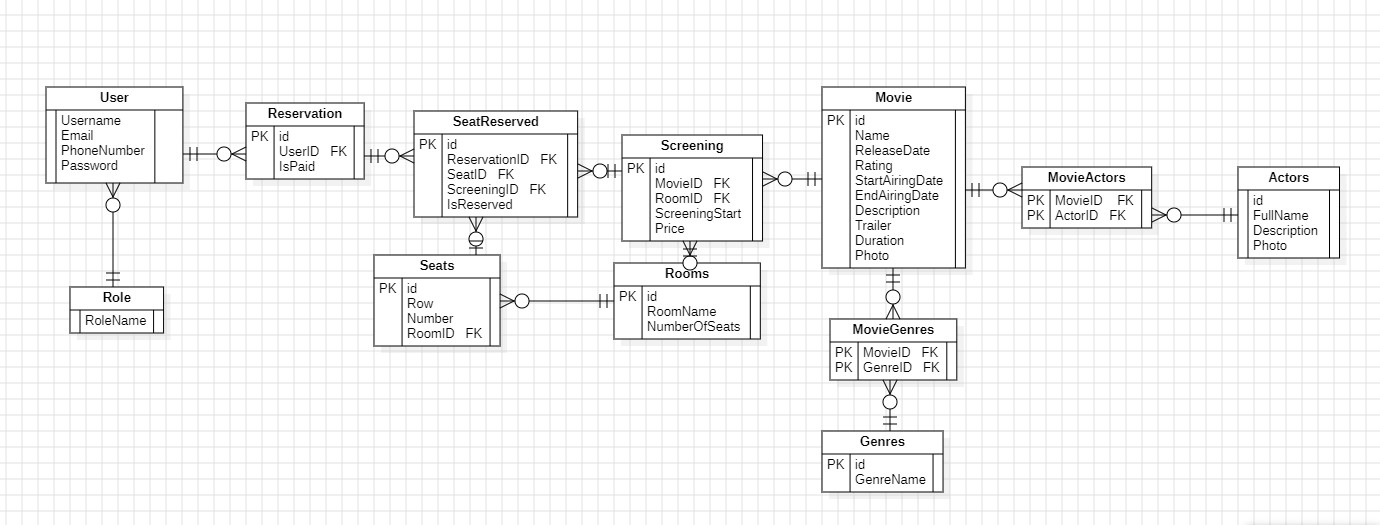 User
Username
Email
PhoneNumber
Password
Reservation
PK id
UserID FK
IsPaid
SeatReserved
PK id
ReservationID FK
SeatID FK
ScreeningID FK
IsReserved
Screening
PK id
MovieID FK
RoomID FK
ScreeningStart
Price
Movie
PK id
Name
ReleaseDate
Rating
StartAiringDate
EndAiringDate
Description
Trailer
Duration
Photo
MovieActors
PK MovieID FK
PK ActorID FK
Actors
id
FullName
Description
Photo
Role
RoleName
Seats
PK id
Row
Number
RoomID FK
Rooms
PK id
RoomName
NumberOfSeats
MovieGenres
PK MovieID FK
PK GenreID FK
Genres
PK id
GenreName